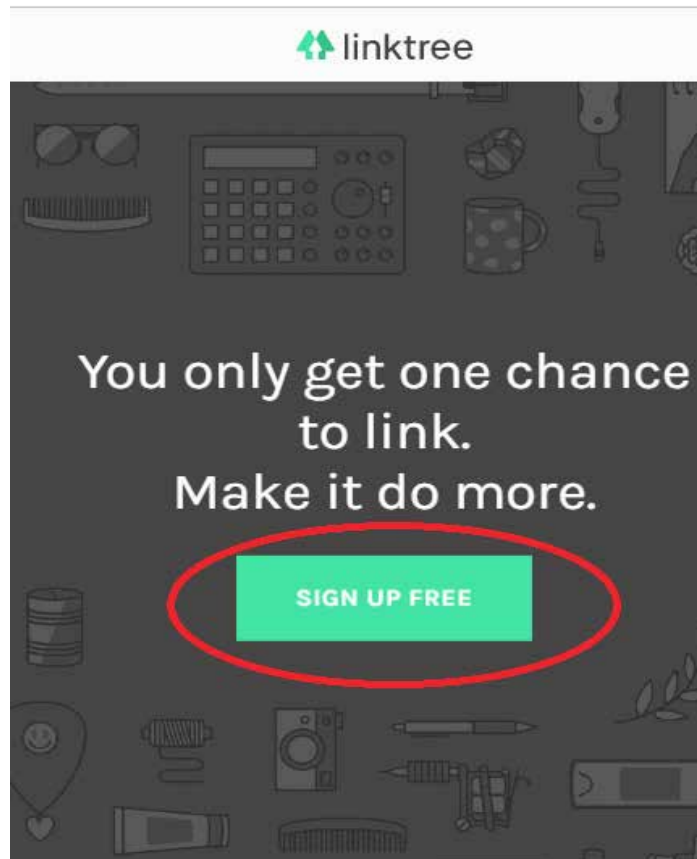 linktree
You only get one chance
to link.
Make it do more.
SIGN UP FREE